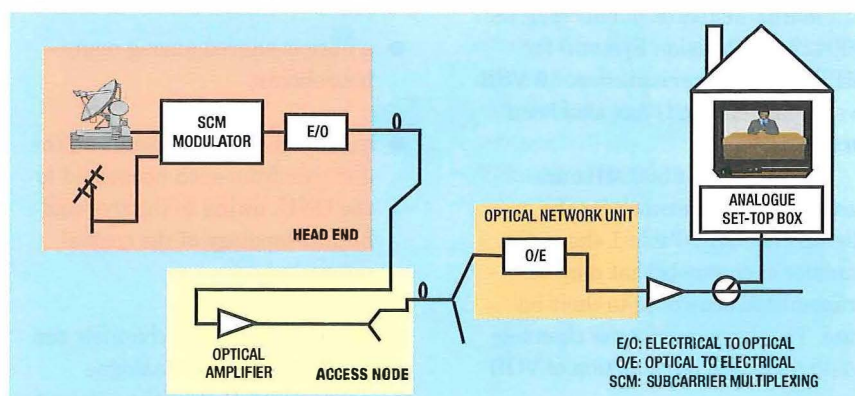 SCM
MODULATOR
E/O
HEAD END
OPTICAL
AMPLIFIER
ACCESS NODE
OPTICAL NETWORK UNIT
O/E
ANALOGUE
SET-TOP BOX
E/O: ELECTRICAL TO OPTICAL
O/E: OPTICAL TO ELECTRICAL
SCM: SUBCARRIER MULTIPLEXING